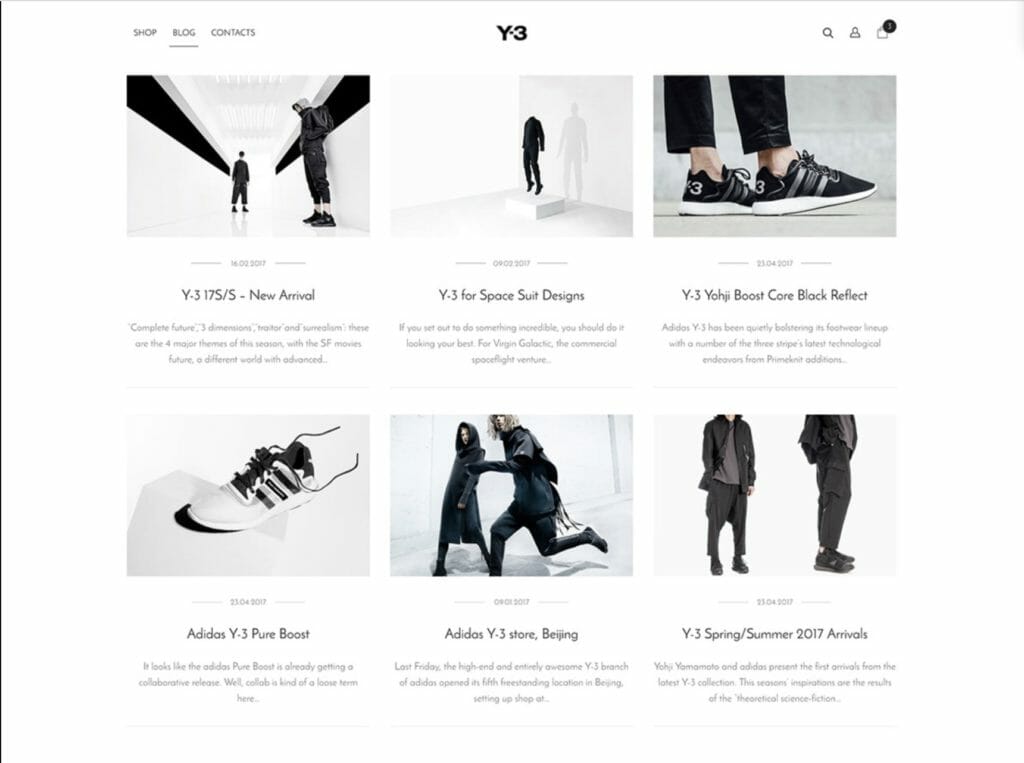 SHOP BLOG CONTACTS
Y-3
3
Y-3
3
16.02.2017
09.02.2017
23.04.2017
Y-3 17S/S – New Arrival
Y-3 for Space Suit Designs
Y-3 Yohji Boost Core Black Reflect
"Complete future","3 dimensions","traitor"and"surrealism": these
are the 4 major themes of this season, with the SF movies
future, a different world with advanced...
If you set out to do something incredible, you should do it
looking your best. For Virgin Galactic, the commercial
spaceflight venture...
Adidas Y-3 has been quietly bolstering its footwear lineup
with a number of the three stripe's latest technological
endeavors from Primeknit additions...
23.04.2017
09.01.2017
23.04.2017
Adidas Y-3 Pure Boost
Adidas Y-3 store, Beijing
Y-3 Spring/Summer 2017 Arrivals
It looks like the adidas Pure Boost is already getting a
collaborative release. Well, collab is kind of a loose term
here...
Last Friday, the high-end and entirely awesome Y-3 branch
of adidas opened its fifth freestanding location in Beijing,
setting up shop at...
Yohji Yamamoto and adidas present the first arrivals from the
latest Y-3 collection. This seasons' inspirations are the results
of the "theoretical science-fiction...